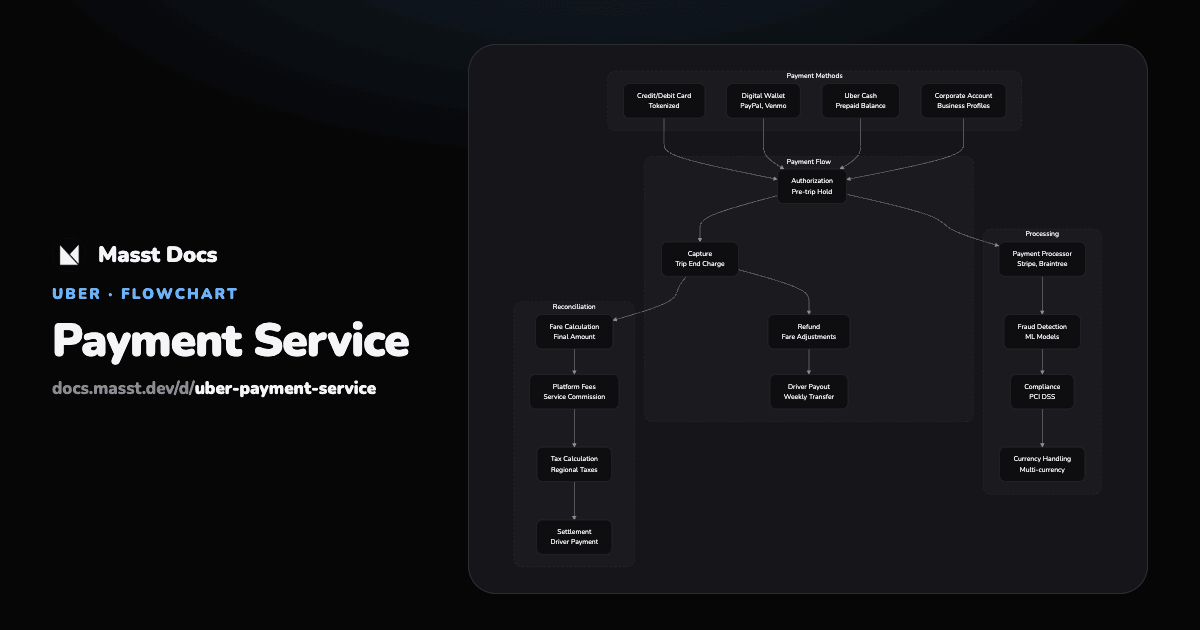 Masst Docs
UBER · FLOWCHART
Payment Service
docs.masst.dev/d/uber-payment-service
Payment Methods
Credit/Debit Card
Tokenized
Digital Wallet
PayPal, Venmo
Uber Cash
Prepaid Balance
Corporate Account
Business Profiles
Payment Flow
Authorization
Pre-trip Hold
Capture
Trip End Charge
Refund
Fare Adjustments
Driver Payout
Weekly Transfer
Processing
Payment Processor
Stripe, Braintree
Fraud Detection
ML Models
Compliance
PCI DSS
Currency Handling
Multi-currency
Reconciliation
Fare Calculation
Final Amount
Platform Fees
Service Commission
Tax Calculation
Regional Taxes
Settlement
Driver Payment